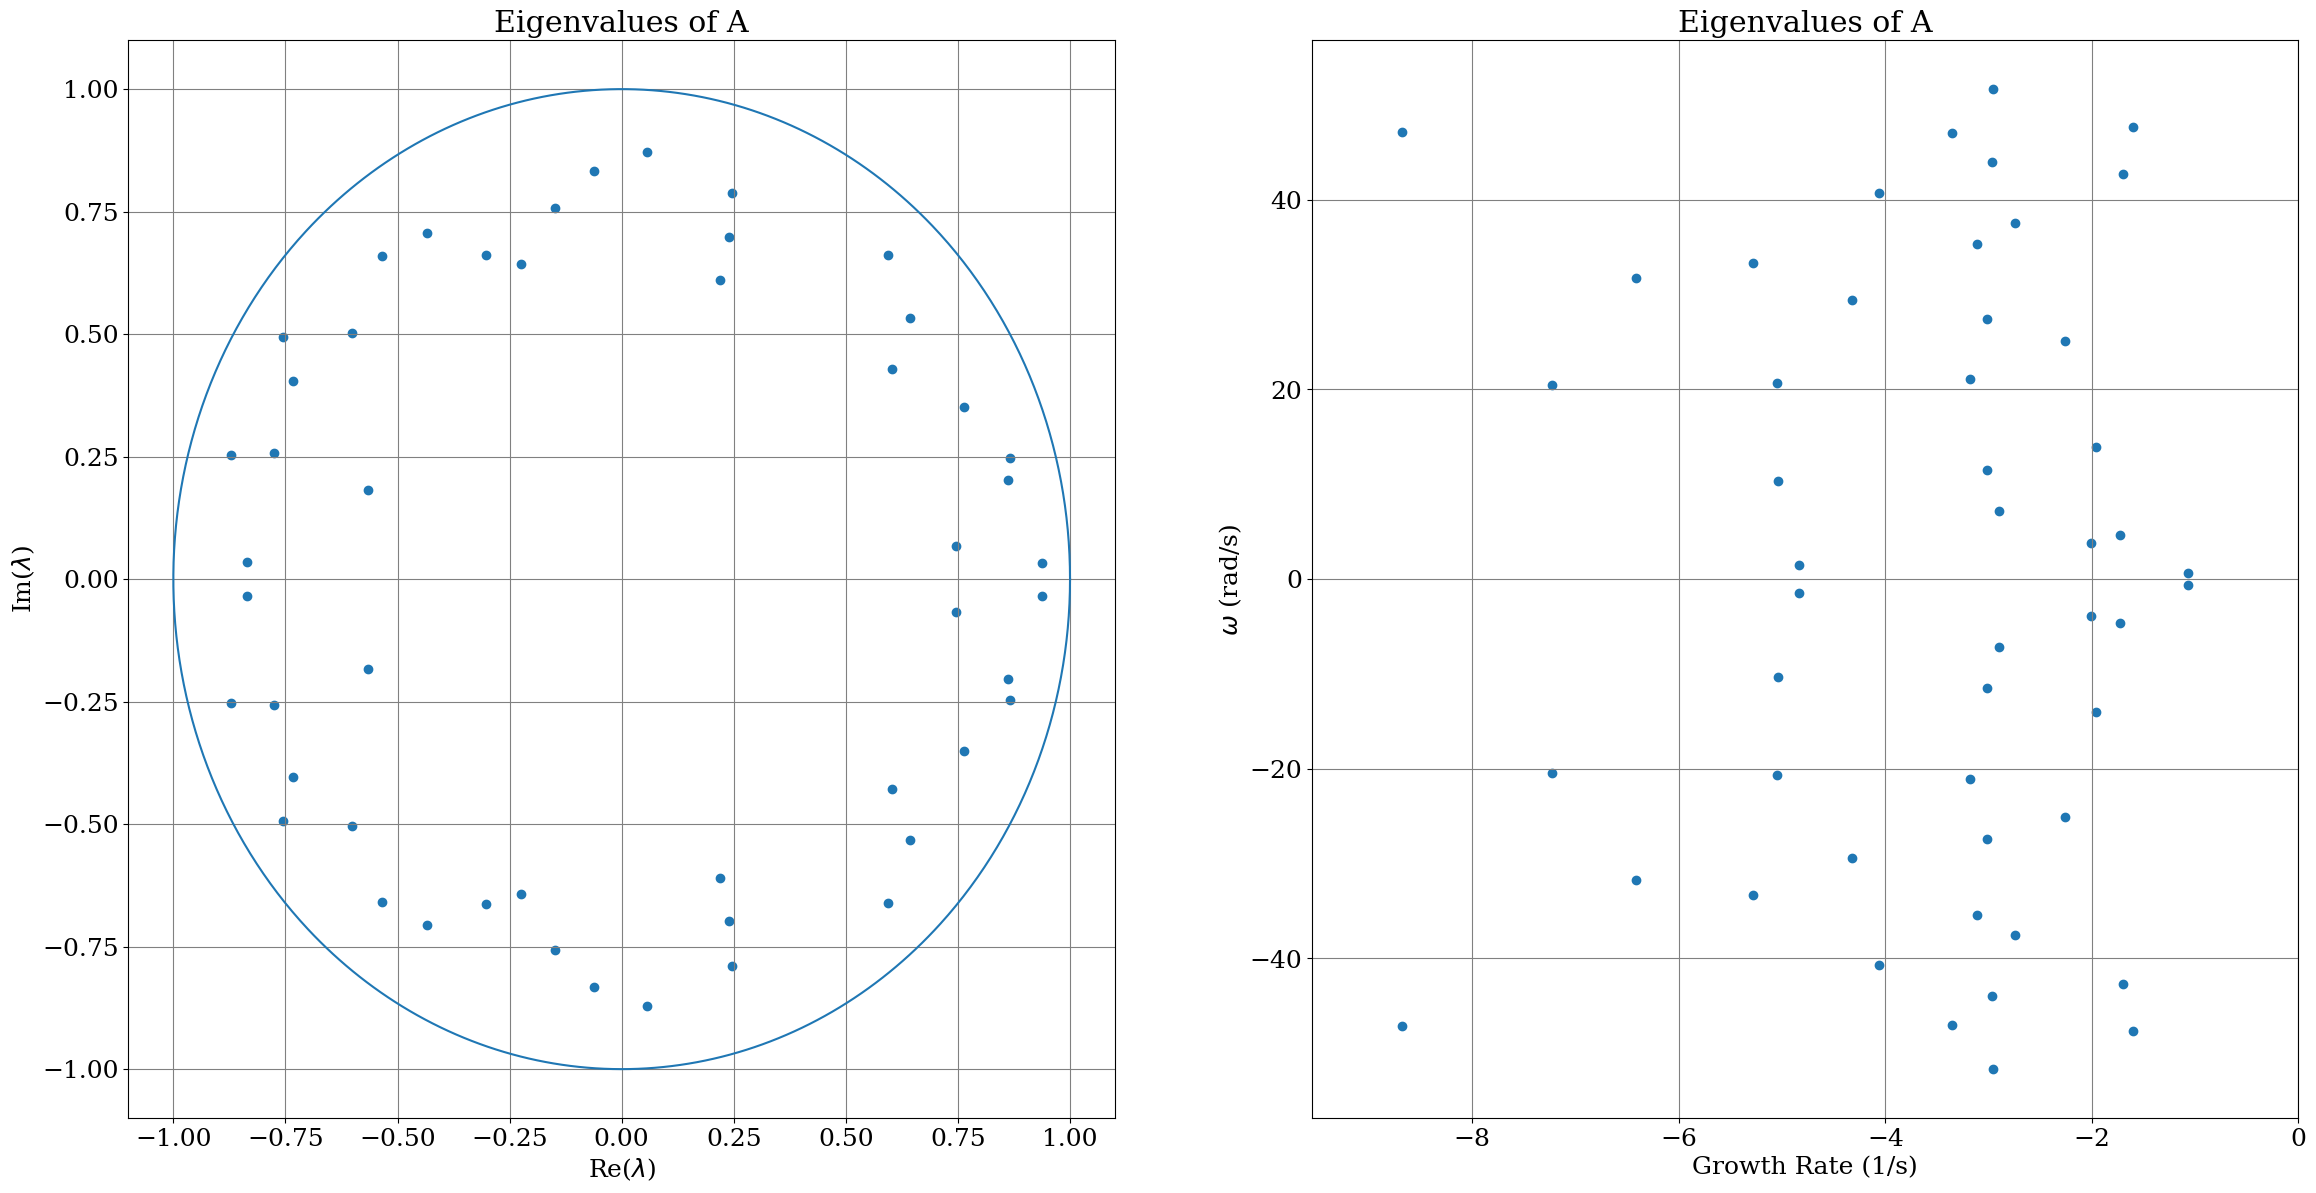 Eigenvalues of A
1.00
0.75
0.50
0.25
0.00
−0.25
−0.50
−0.75
−1.00
Im(λ)
−1.00 −0.75 −0.50 −0.25 0.00 0.25 0.50 0.75 1.00
Re(λ)
Eigenvalues of A
40
20
0
−20
−40
ω (rad/s)
−8 −6 −4 −2 0
Growth Rate (1/s)